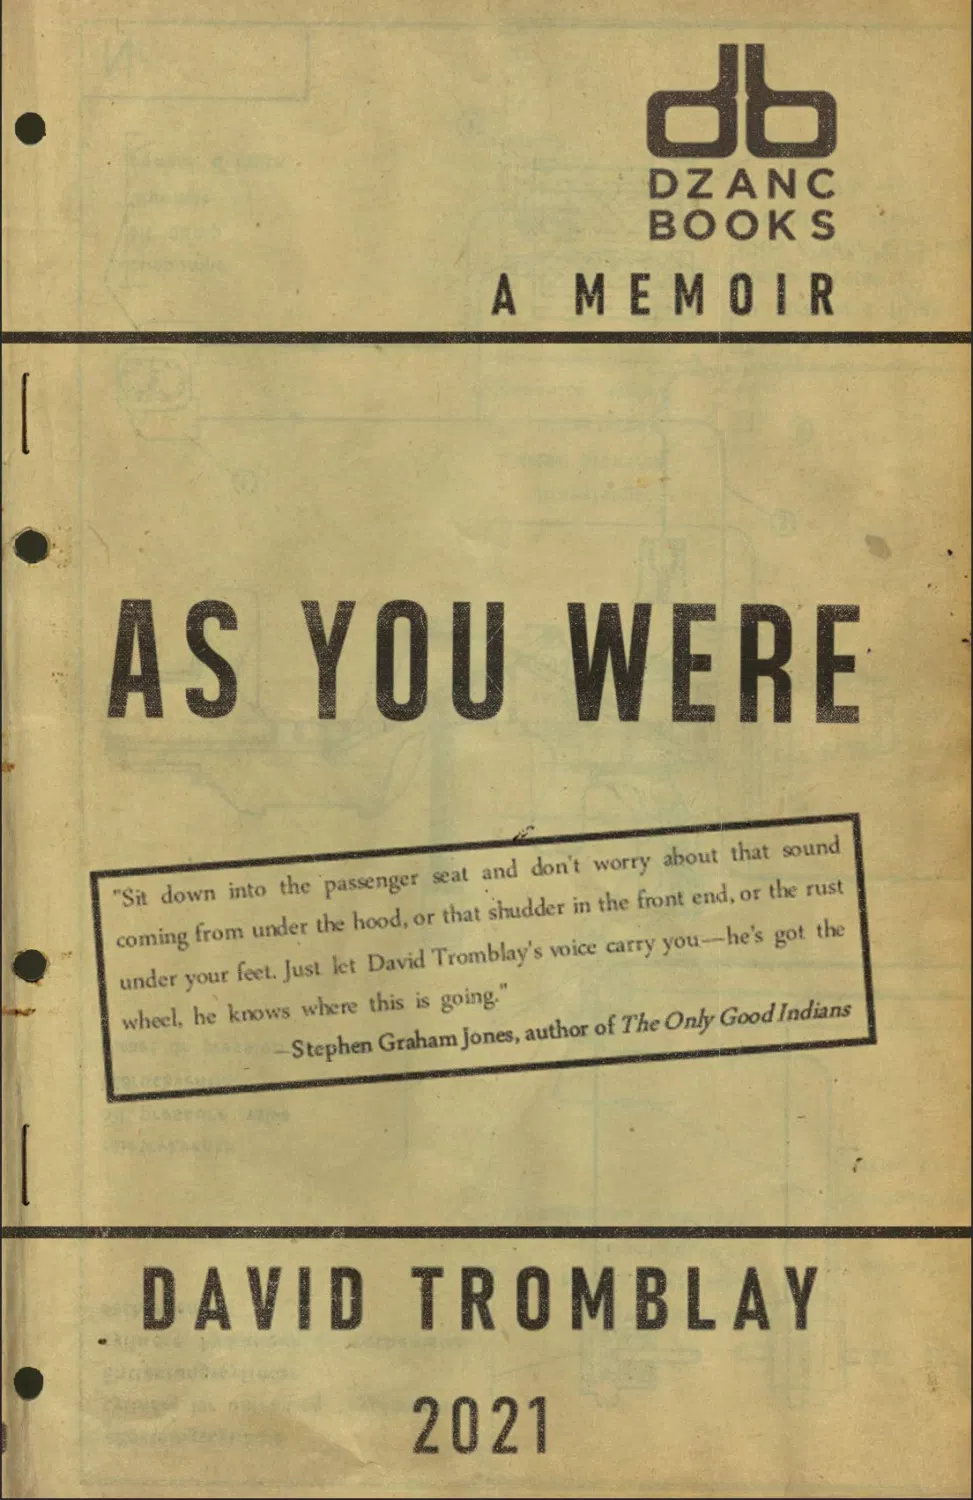 db
DZANC
BOOKS
A MEMOIR
AS YOU WERE
"Sit down into the passenger seat and don't worry about that sound
coming from under the hood, or that shudder in the front end, or the rust
under your feet. Just let David Tromblay's voice carry you—he's got the
wheel, he knows where this is going."
—Stephen Graham Jones, author of The Only Good Indians
DAVID TROMBLAY
2021